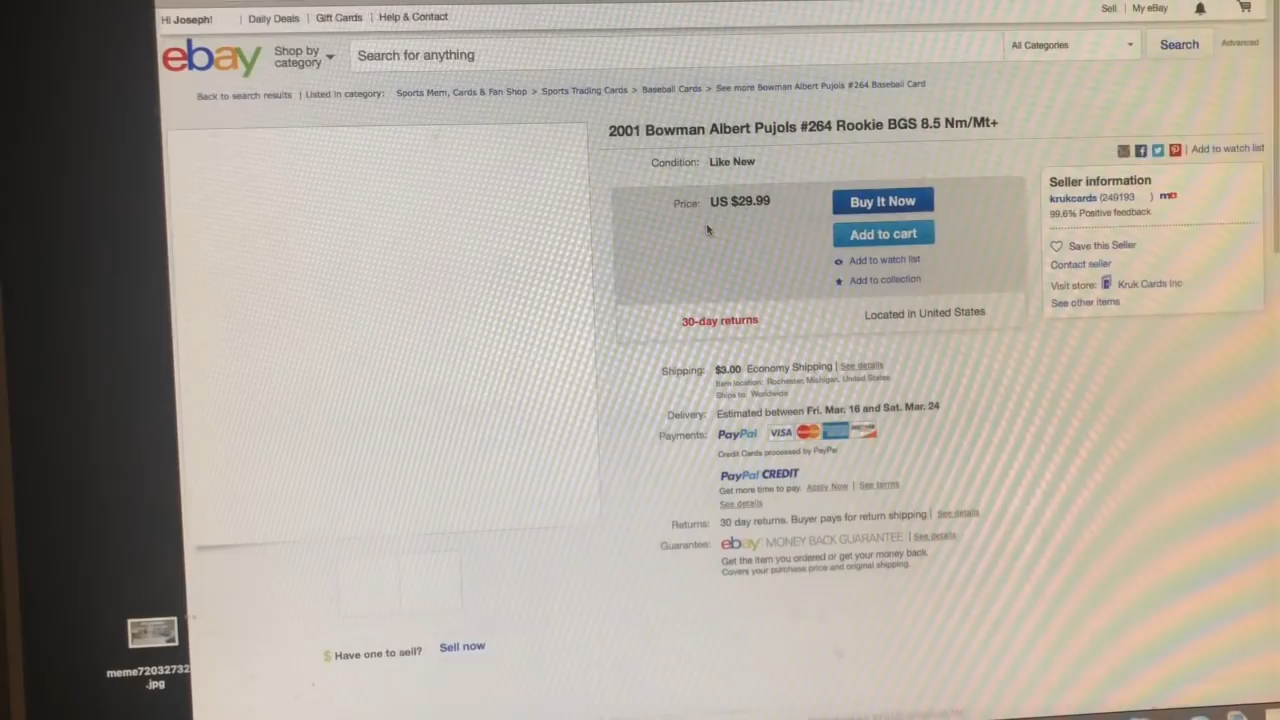 Hi Joseph! | Daily Deals | Gift Cards | Help & Contact
Sell | My eBay
ebay
Shop by category
Search for anything
All Categories
Search
Advanced
Back to search results | Listed in category: Sports Mem, Cards & Fan Shop > Sports Trading Cards > Baseball Cards > See more Bowman Albert Pujols #264 Baseball Card
2001 Bowman Albert Pujols #264 Rookie BGS 8.5 Nm/Mt+
| Add to watch list
Condition: Like New
Price: US $29.99
Buy It Now
Add to cart
Add to watch list
Add to collection
30-day returns
Located in United States
Seller information
krukcards (249193 )
99.6% Positive feedback
Save this Seller
Contact seller
Visit store: Kruk Cards Inc
See other items
Shipping: $3.00 Economy Shipping | See details
Item location: Rochester, Michigan, United States
Ships to: Worldwide
Delivery: Estimated between Fri. Mar. 16 and Sat. Mar. 24
Payments: PayPal VISA
Credit Cards processed by PayPal
PayPal CREDIT
Get more time to pay. Apply Now | See terms
See details
Returns: 30 day returns. Buyer pays for return shipping | See details
Guarantee: ebay MONEY BACK GUARANTEE | See details
Get the item you ordered or get your money back.
Covers your purchase price and original shipping.
$ Have one to sell? Sell now
meme72032732
.jpg